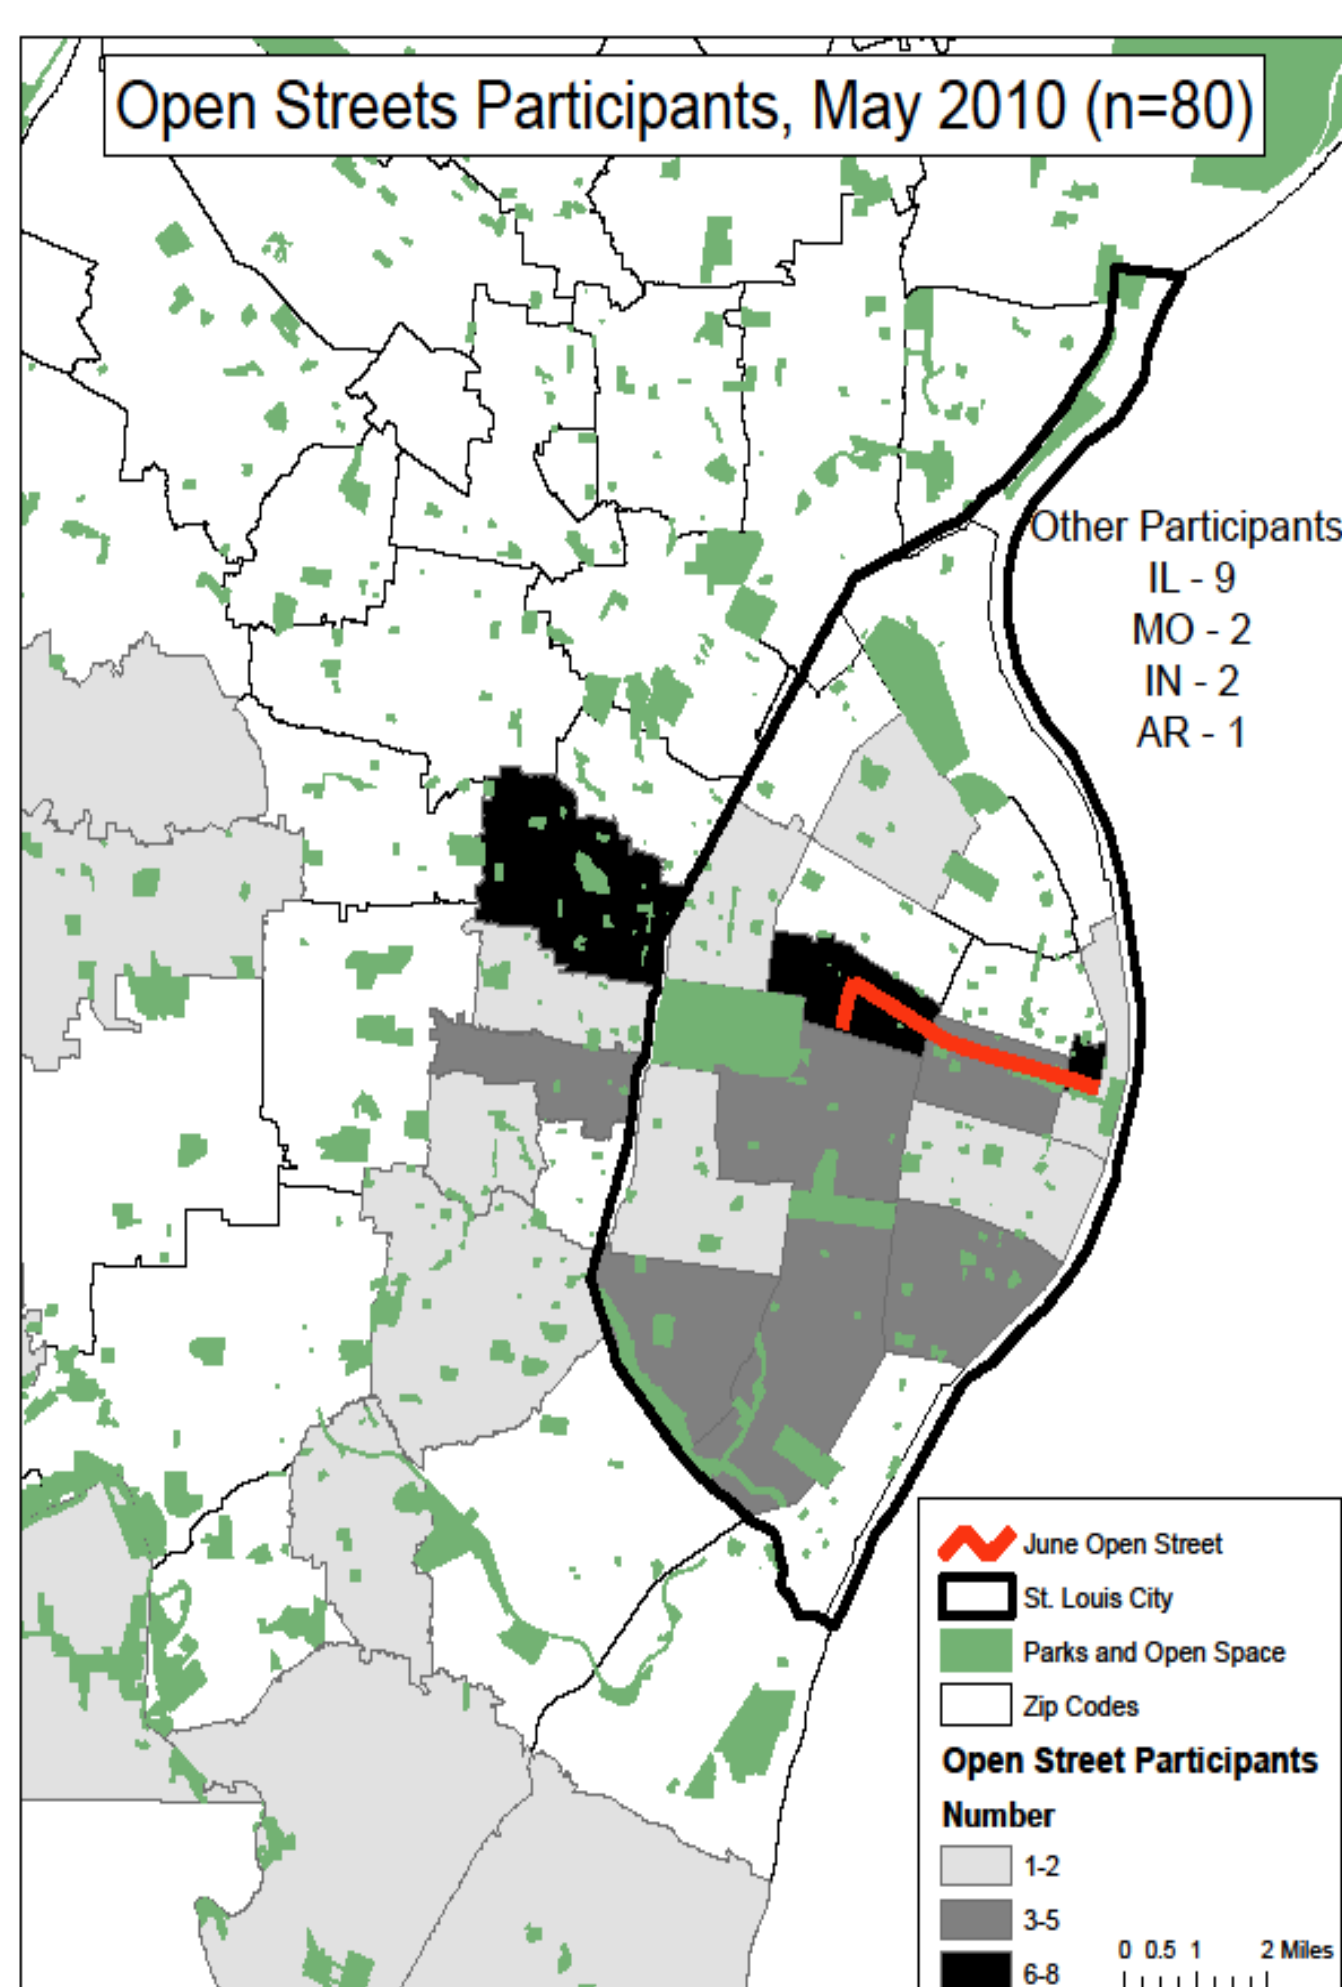 Open Streets Participants, May 2010 (n=80)
Other Participants
IL - 9
MO - 2
IN - 2
AR - 1
June Open Street
St. Louis City
Parks and Open Space
Zip Codes
Open Street Participants
Number
1-2
3-5
6-8
0 0.5 1 2 Miles